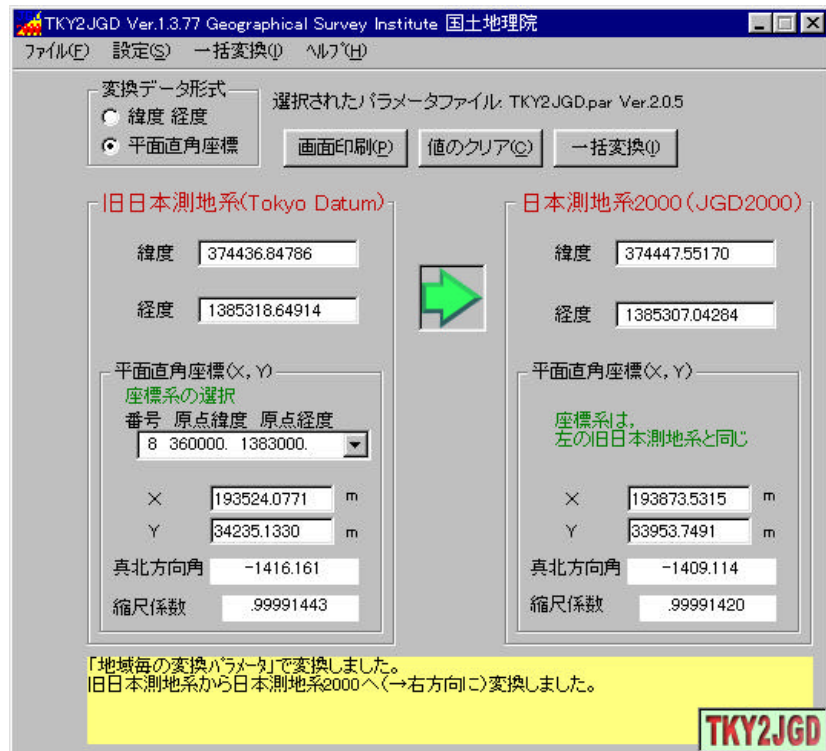 TKY2JGD Ver.1.3.77 Geographical Survey Institute 国土地理院
ファイル(F) 設定(S) 一括変換(I) ヘルプ(H)
変換データ形式
緯度 経度
平面直角座標
選択されたパラメータファイル: TKY2JGD.par Ver.2.0.5
画面印刷(P) 値のクリア(C) 一括変換(I)
旧日本測地系(Tokyo Datum)
緯度 374436.84786
経度 1385318.64914
平面直角座標(X, Y)
座標系の選択
番号 原点緯度 原点経度
8 360000. 1383000.
X 193524.0771 m
Y 34235.1330 m
真北方向角 -1416.161
縮尺係数 .99991443
日本測地系2000(JGD2000)
緯度 374447.55170
経度 1385307.04284
平面直角座標(X, Y)
座標系は,
左の旧日本測地系と同じ
X 193873.5315 m
Y 33953.7491 m
真北方向角 -1409.114
縮尺係数 .99991420
「地域毎の変換パラメータ」で変換しました。
旧日本測地系から日本測地系2000へ(→右方向に)変換しました。
TKY2JGD